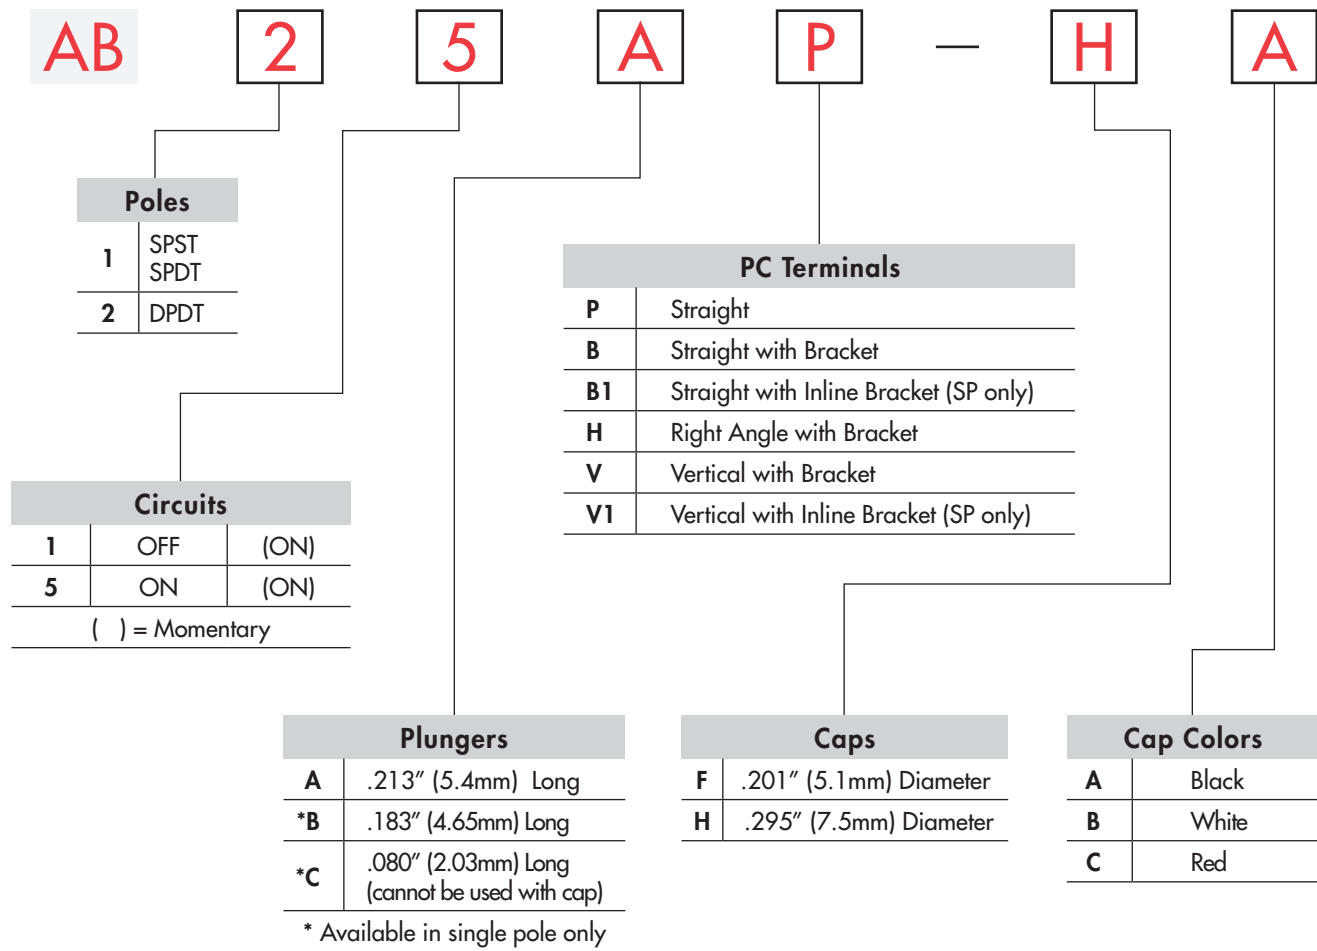 AB 2 5 A P — H A
Poles
1 SPST
SPDT
2 DPDT
PC Terminals
P Straight
B Straight with Bracket
B1 Straight with Inline Bracket (SP only)
H Right Angle with Bracket
V Vertical with Bracket
V1 Vertical with Inline Bracket (SP only)
Circuits
1 OFF (ON)
5 ON (ON)
( ) = Momentary
Plungers
A .213″ (5.4mm) Long
*B .183″ (4.65mm) Long
*C .080″ (2.03mm) Long
(cannot be used with cap)
* Available in single pole only
Caps
F .201″ (5.1mm) Diameter
H .295″ (7.5mm) Diameter
Cap Colors
A Black
B White
C Red